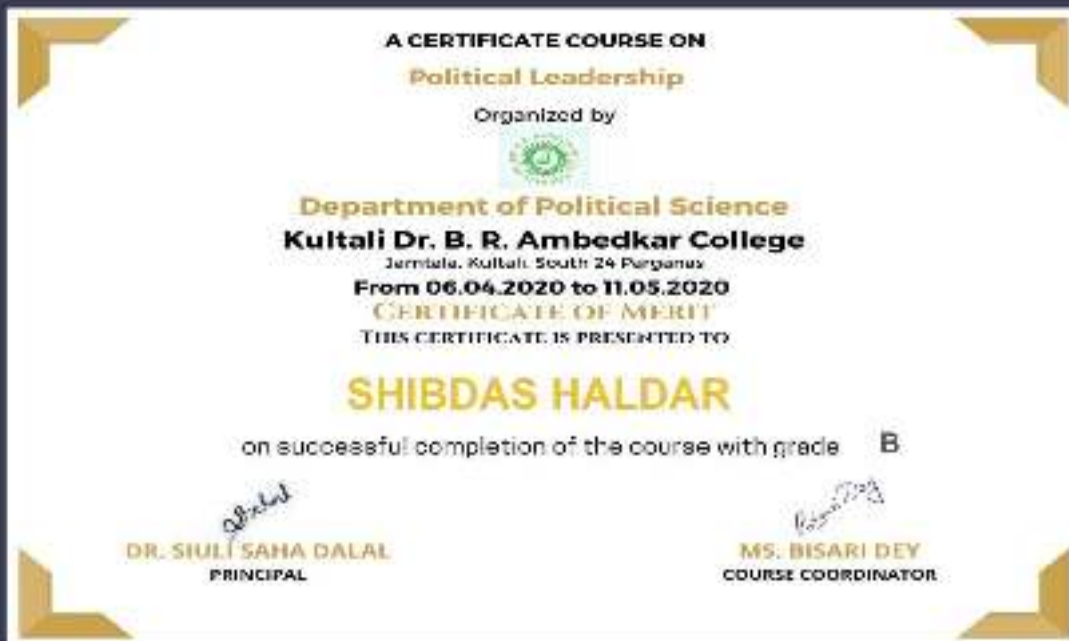 A CERTIFICATE COURSE ON
Political Leadership
Organized by
Department of Political Science
Kultali Dr. B. R. Ambedkar College
Jamtala, Kultali, South 24 Parganas
From 06.04.2020 to 11.05.2020
CERTIFICATE OF MERIT
THIS CERTIFICATE IS PRESENTED TO
SHIBDAS HALDAR
on successful completion of the course with grade B
DR. SIULI SAHA DALAL
PRINCIPAL
MS. BISARI DEY
COURSE COORDINATOR